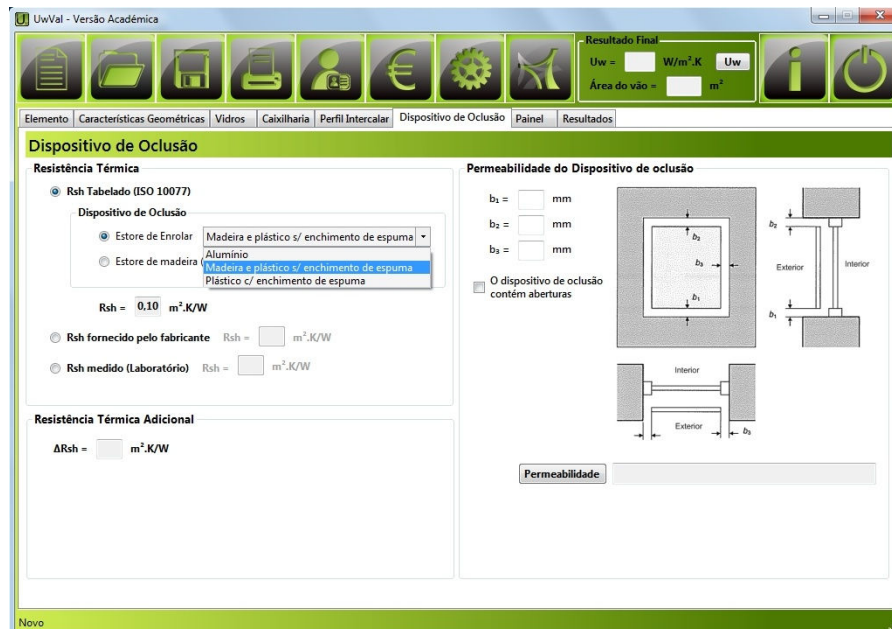 UwVal - Versão Académica
Resultado Final
Uw = W/m².K Uw
Área do vão = m²
Elemento Características Geométricas Vidros Caixilharia Perfil Intercalar Dispositivo de Oclusão Painel Resultados
Dispositivo de Oclusão
Resistência Térmica
Rsh Tabelado (ISO 10077)
Dispositivo de Oclusão
Estore de Enrolar Madeira e plástico s/ enchimento de espuma
Alumínio
Estore de madeira (
Madeira e plástico s/ enchimento de espuma
Plástico c/ enchimento de espuma
Rsh = 0,10 m².K/W
Rsh fornecido pelo fabricante Rsh = m².K/W
Rsh medido (Laboratório) Rsh = m².K/W
Resistência Térmica Adicional
ΔRsh = m².K/W
Permeabilidade do Dispositivo de oclusão
b₁ = mm
b₂ = mm
b₃ = mm
O dispositivo de oclusão
contém aberturas
b₂
b₃
b₁
b₂
Exterior Interior
b₁
Interior
Exterior
b₃
Permeabilidade
Novo